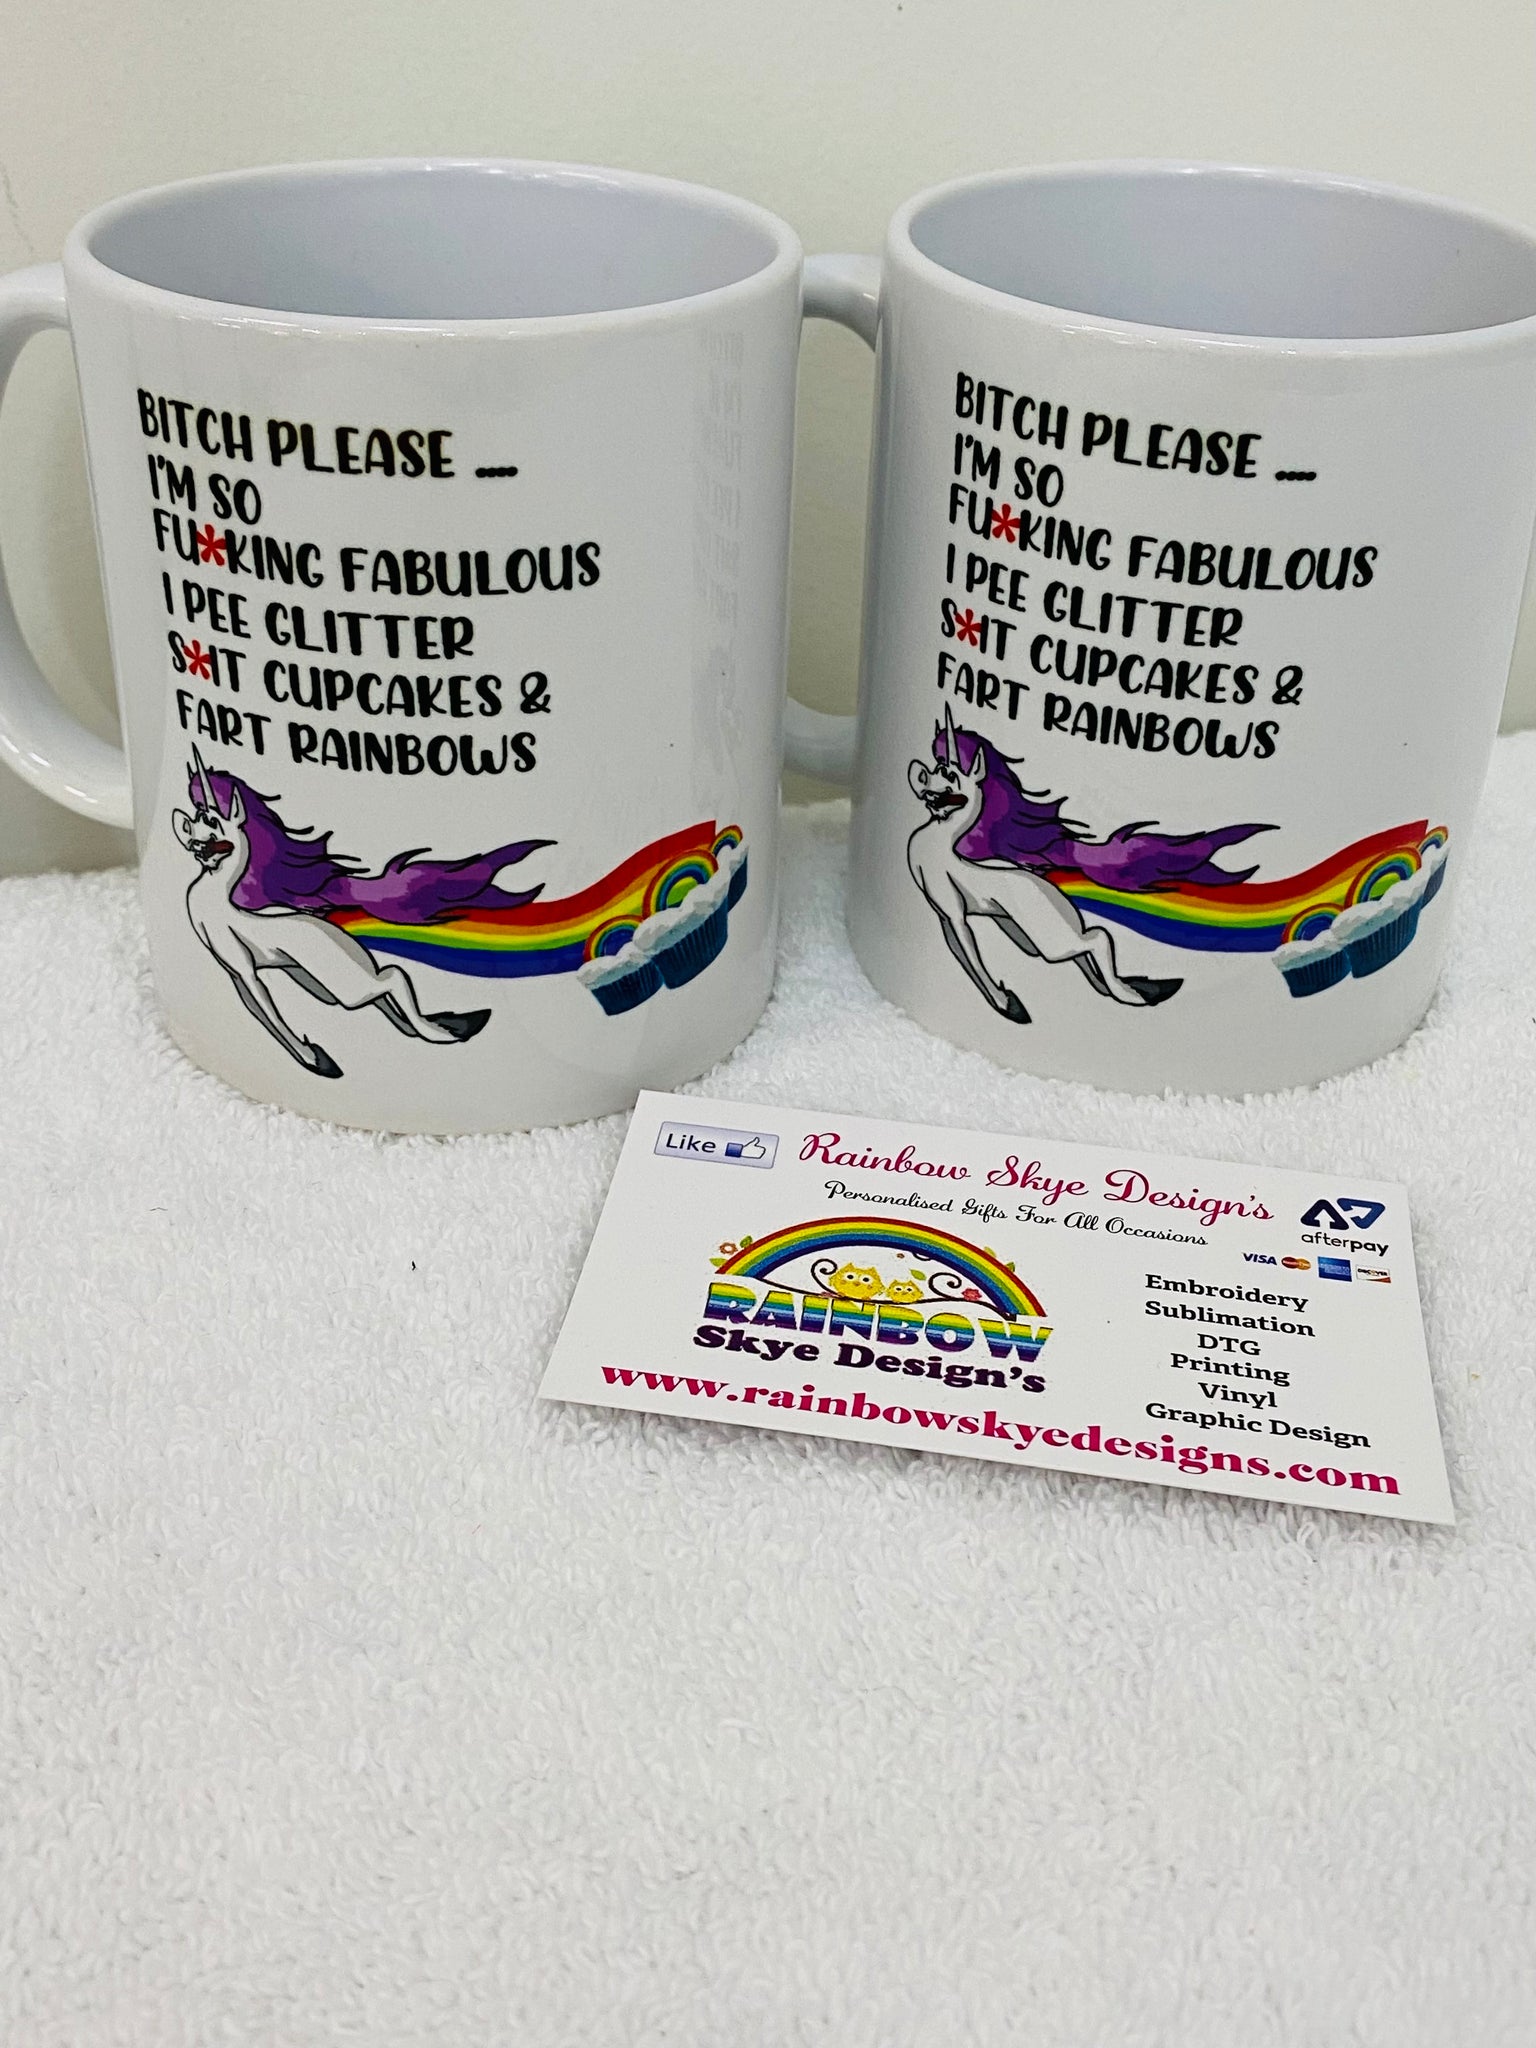 BITCH PLEASE ....
I'M SO
FU*KING FABULOUS
I PEE GLITTER
S*IT CUPCAKES &
FART RAINBOWS
BITCH PLEASE ....
I'M SO
FU*KING FABULOUS
I PEE GLITTER
S*IT CUPCAKES &
FART RAINBOWS
Like
Rainbow Skye Design's
Personalised Gifts For All Occasions
afterpay
VISA
DISCOVER
RAINBOW
Skye Design's
Embroidery
Sublimation
DTG
Printing
Vinyl
Graphic Design
www.rainbowskyedesigns.com